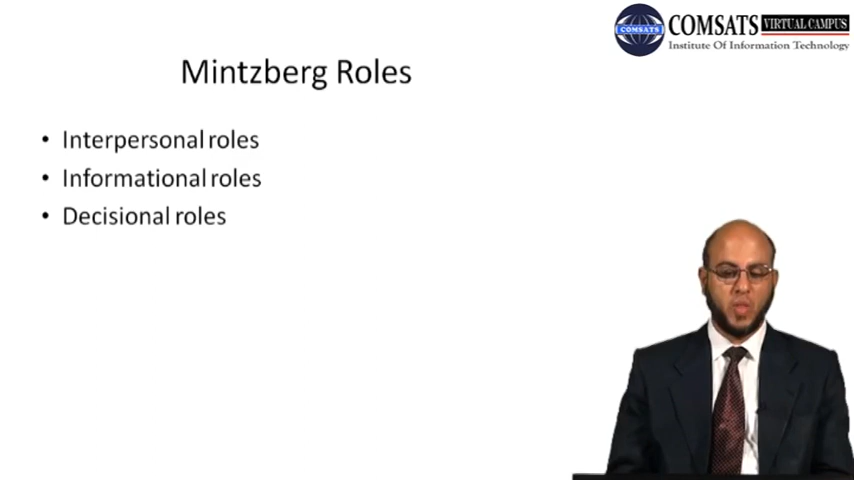 COMSATS VIRTUAL CAMPUS
COMSATS
Institute Of Information Technology
Mintzberg Roles
• Interpersonal roles
• Informational roles
• Decisional roles